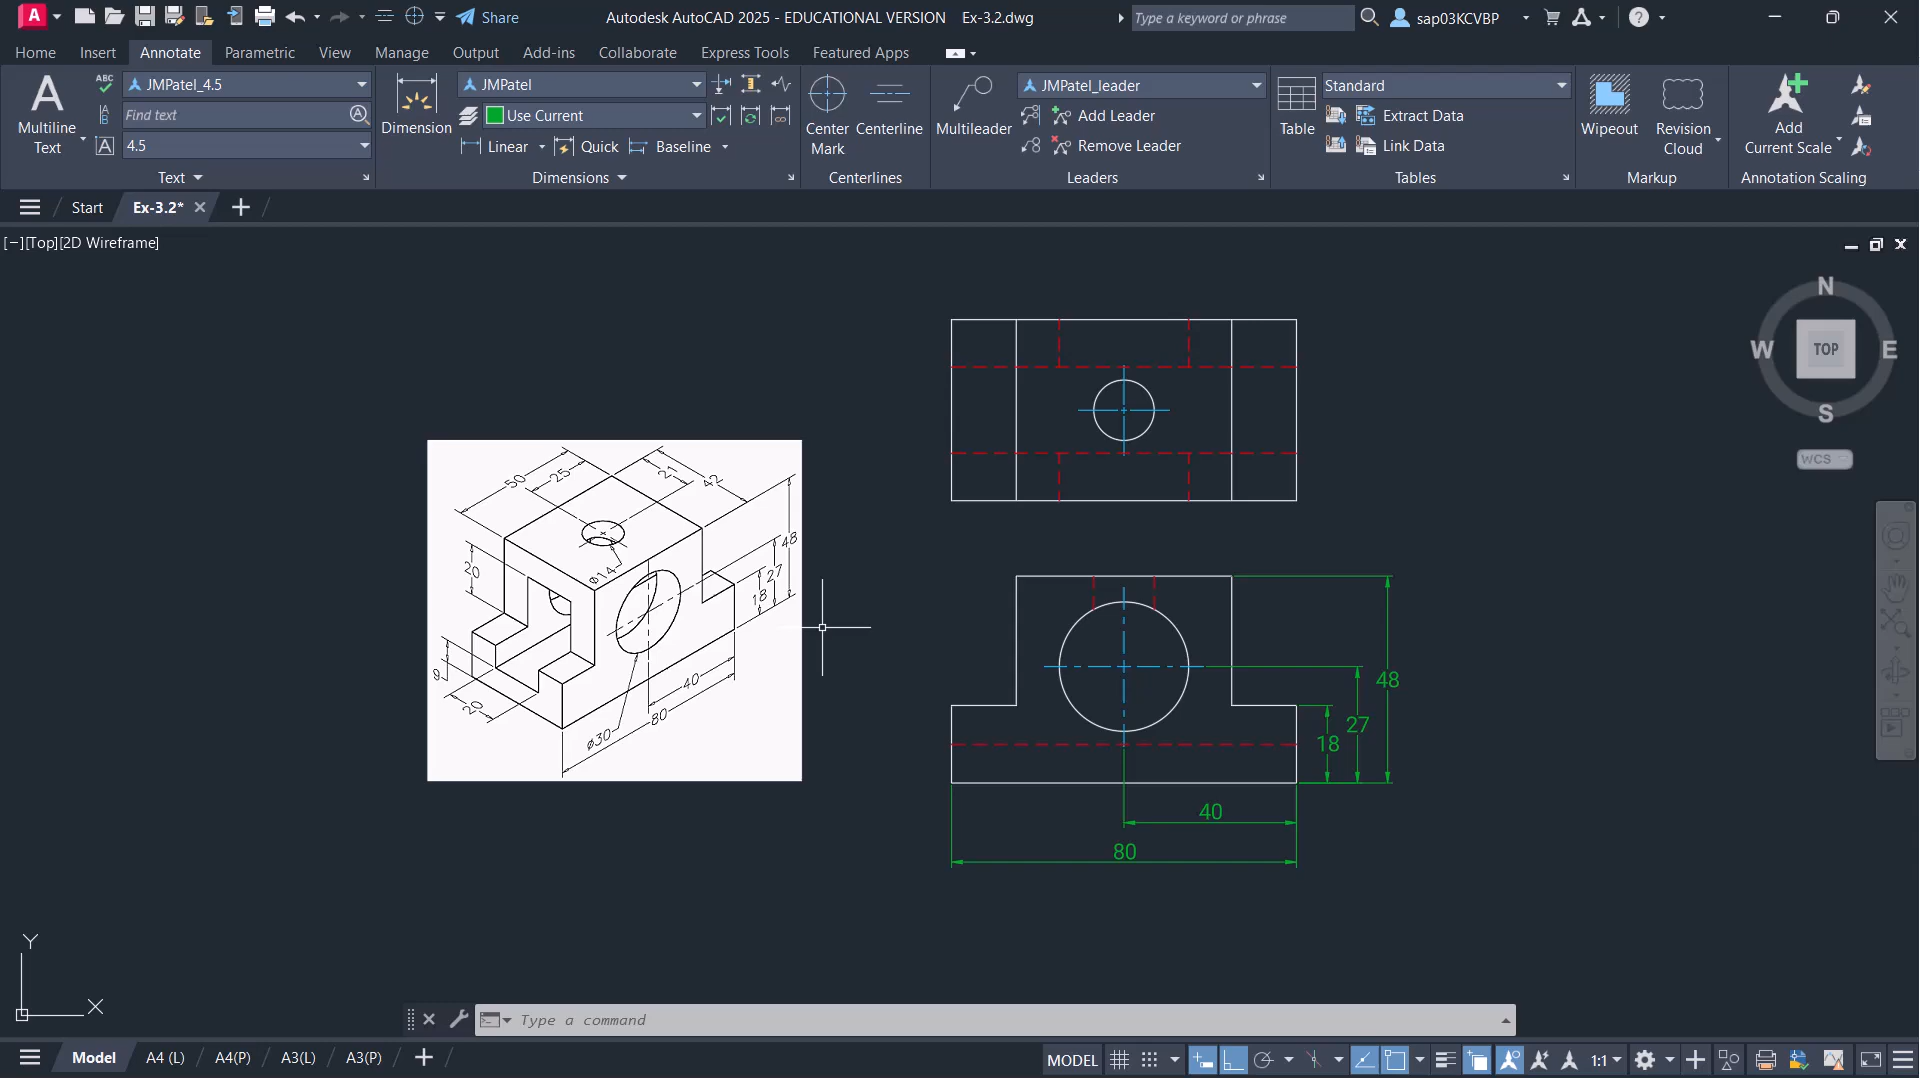 A Share Autodesk AutoCAD 2025 - EDUCATIONAL VERSION Ex-3.2.dwg Type a keyword or phrase sap03KCVBP ?
Home Insert Annotate Parametric View Manage Output Add-ins Collaborate Express Tools Featured Apps
A ABC JMPatel_4.5 JMPatel JMPatel_leader Standard
Find text Use Current Add Leader Extract Data
Multiline Text Dimension Center Mark Centerline Multileader Table Wipeout Revision Cloud Add Current Scale
4.5 Linear Quick Baseline Remove Leader Link Data
Text Dimensions Centerlines Leaders Tables Markup Annotation Scaling
Start Ex-3.2*
[−][Top][2D Wireframe]
N
W TOP E
S
WCS
50
25
21
42
48
20
ø14
27
18
9
20
40
80
ø30
48
27
18
40
80
Y
X
Type a command
Model A4 (L) A4(P) A3(L) A3(P) MODEL 1:1